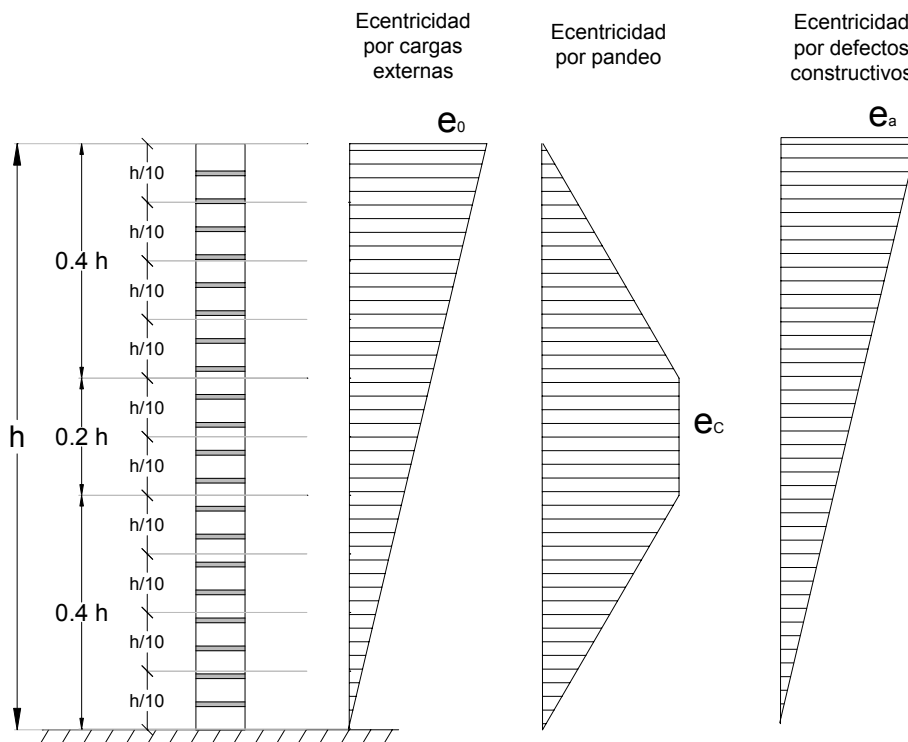 Ecentricidad
por cargas
externas
Ecentricidad
por pandeo
Ecentricidad
por defectos
constructivos
e0
ea
h/10
h/10
h/10
h/10
h/10
h/10
h/10
h/10
h/10
h/10
0.4 h
0.2 h
0.4 h
h
eC